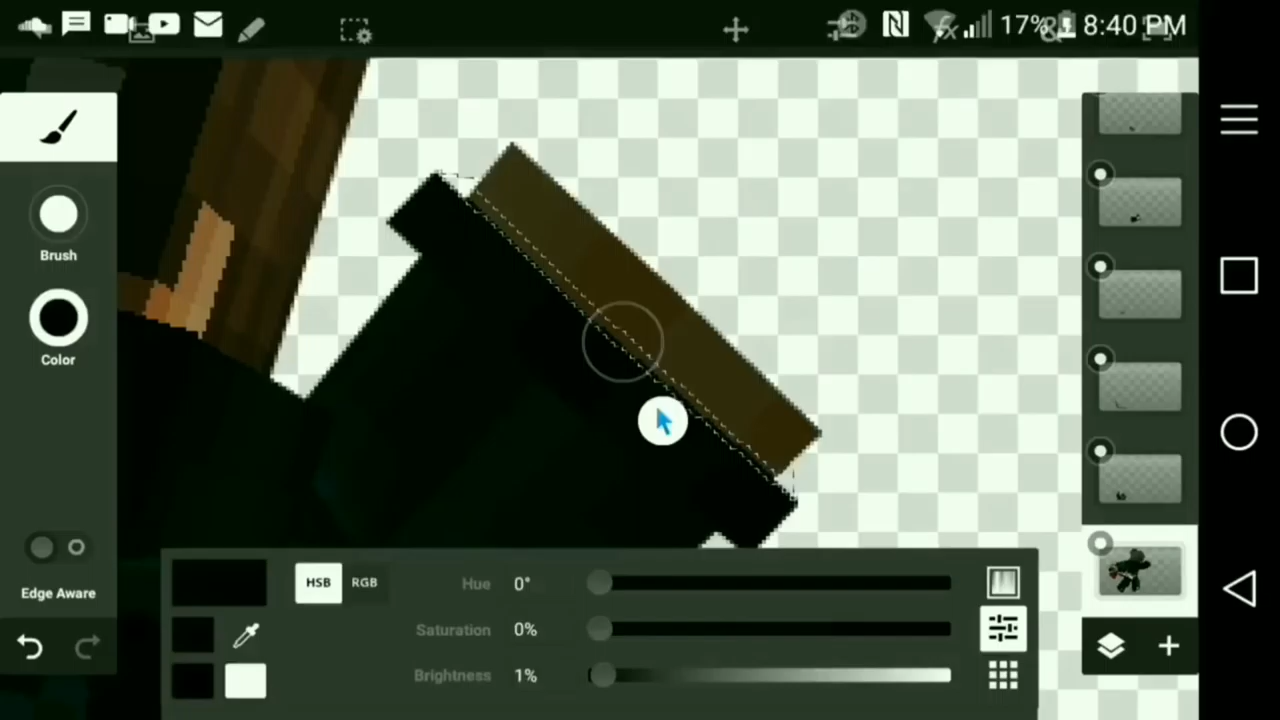 17% 8:40 PM
Brush
Color
HSB RGB Hue 0°
Saturation 0%
Edge Aware
Brightness 1%